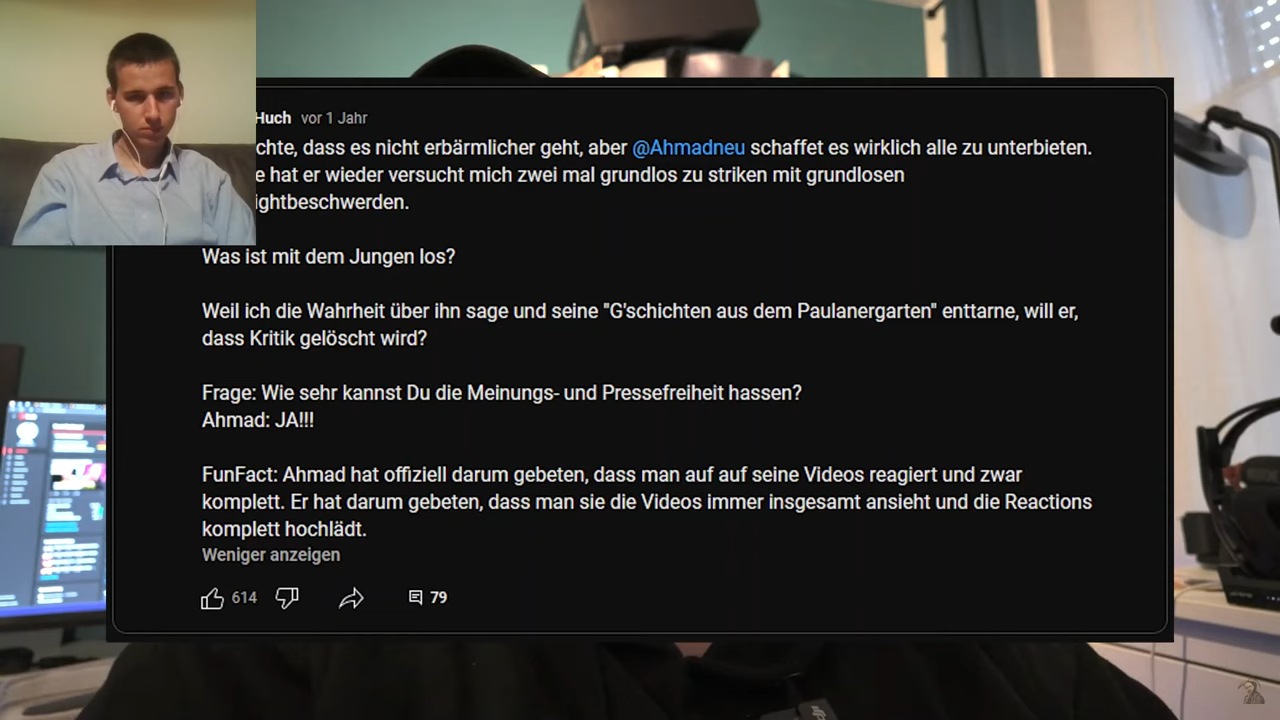 Huch vor 1 Jahr
chte, dass es nicht erbärmlicher geht, aber @Ahmadneu schaffet es wirklich alle zu unterbieten.
e hat er wieder versucht mich zwei mal grundlos zu striken mit grundlosen
ightbeschwerden.
Was ist mit dem Jungen los?
Weil ich die Wahrheit über ihn sage und seine "G'schichten aus dem Paulanergarten" enttarne, will er,
dass Kritik gelöscht wird?
Frage: Wie sehr kannst Du die Meinungs- und Pressefreiheit hassen?
Ahmad: JA!!!
FunFact: Ahmad hat offiziell darum gebeten, dass man auf auf seine Videos reagiert und zwar
komplett. Er hat darum gebeten, dass man sie die Videos immer insgesamt ansieht und die Reactions
komplett hochlädt.
Weniger anzeigen
614 79